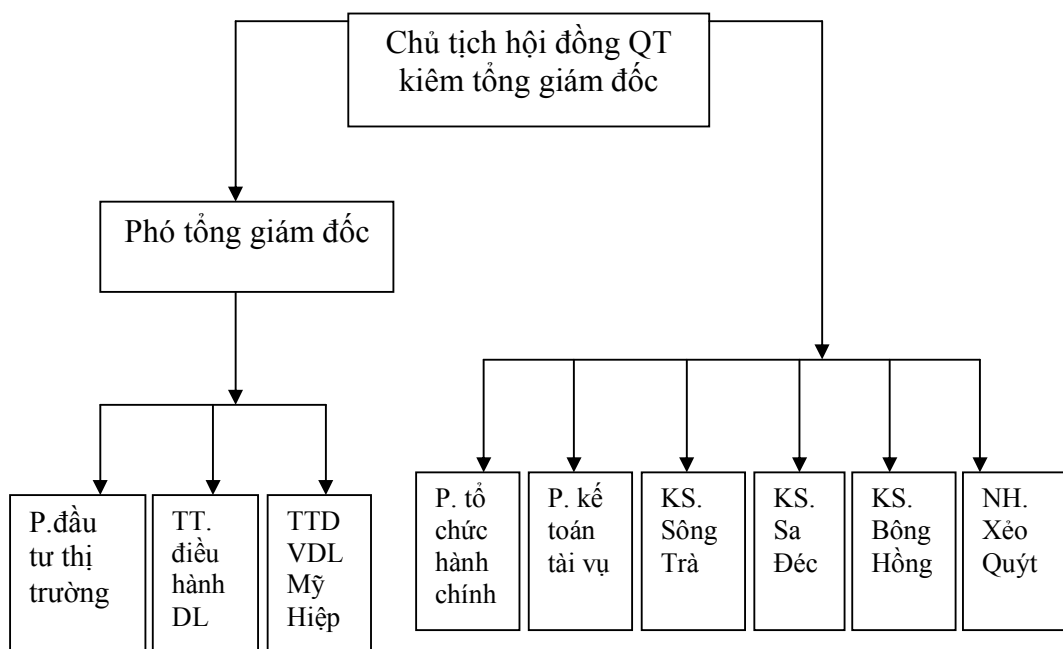 Chủ tịch hội đồng QT
kiêm tổng giám đốc
Phó tổng giám đốc
P.đầu
tư thị
trường
TT.
điều
hành
DL
TTD
VDL
Mỹ
Hiệp
P. tổ
chức
hành
chính
P. kế
toán
tài vụ
KS.
Sông
Trà
KS.
Sa
Đéc
KS.
Bông
Hồng
NH.
Xẻo
Quýt